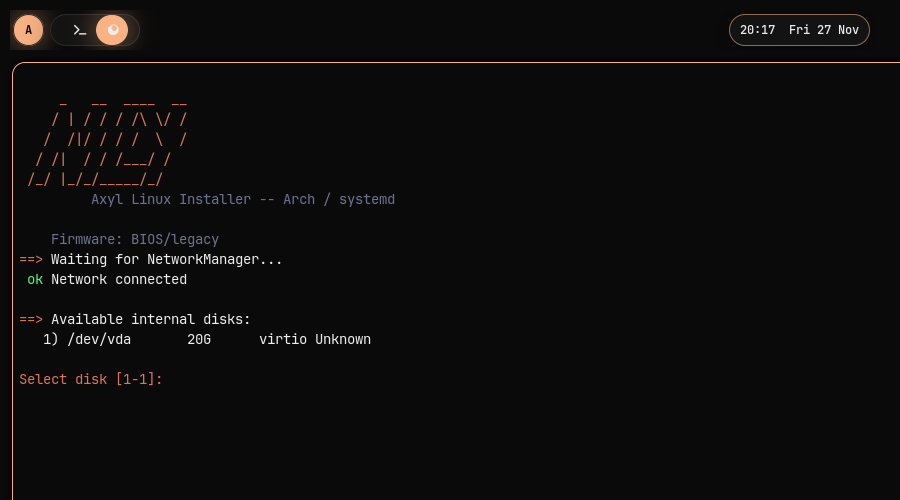 A
20:17 Fri 27 Nov
Axyl Linux Installer -- Arch / systemd
Firmware: BIOS/legacy
==> Waiting for NetworkManager...
ok Network connected
==> Available internal disks:
1) /dev/vda 20G virtio Unknown
Select disk [1-1]: